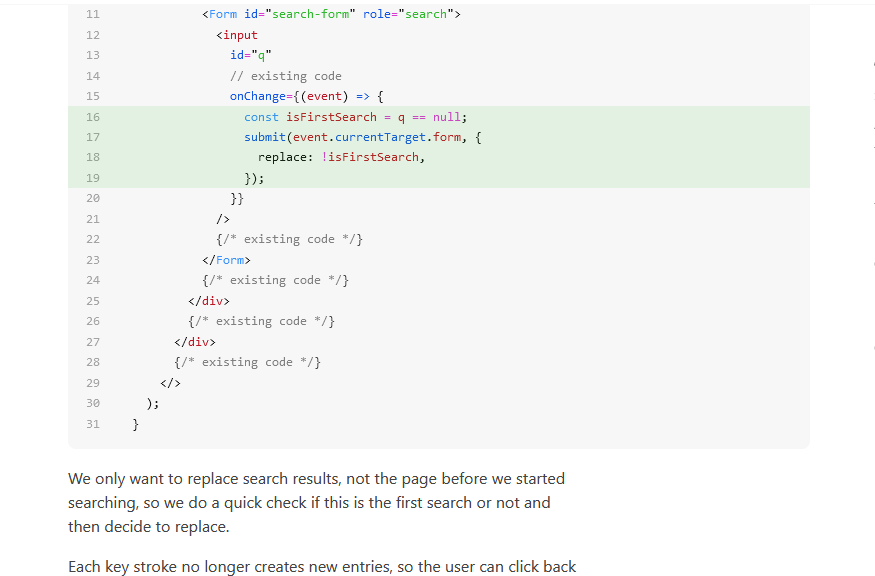 11 <Form id="search-form" role="search">
12 <input
13 id="q"
14 // existing code
15 onChange={(event) => {
16 const isFirstSearch = q == null;
17 submit(event.currentTarget.form, {
18 replace: !isFirstSearch,
19 });
20 }}
21 />
22 {/* existing code */}
23 </Form>
24 {/* existing code */}
25 </div>
26 {/* existing code */}
27 </div>
28 {/* existing code */}
29 </>
30 );
31 }
We only want to replace search results, not the page before we started
searching, so we do a quick check if this is the first search or not and
then decide to replace.
Each key stroke no longer creates new entries, so the user can click back